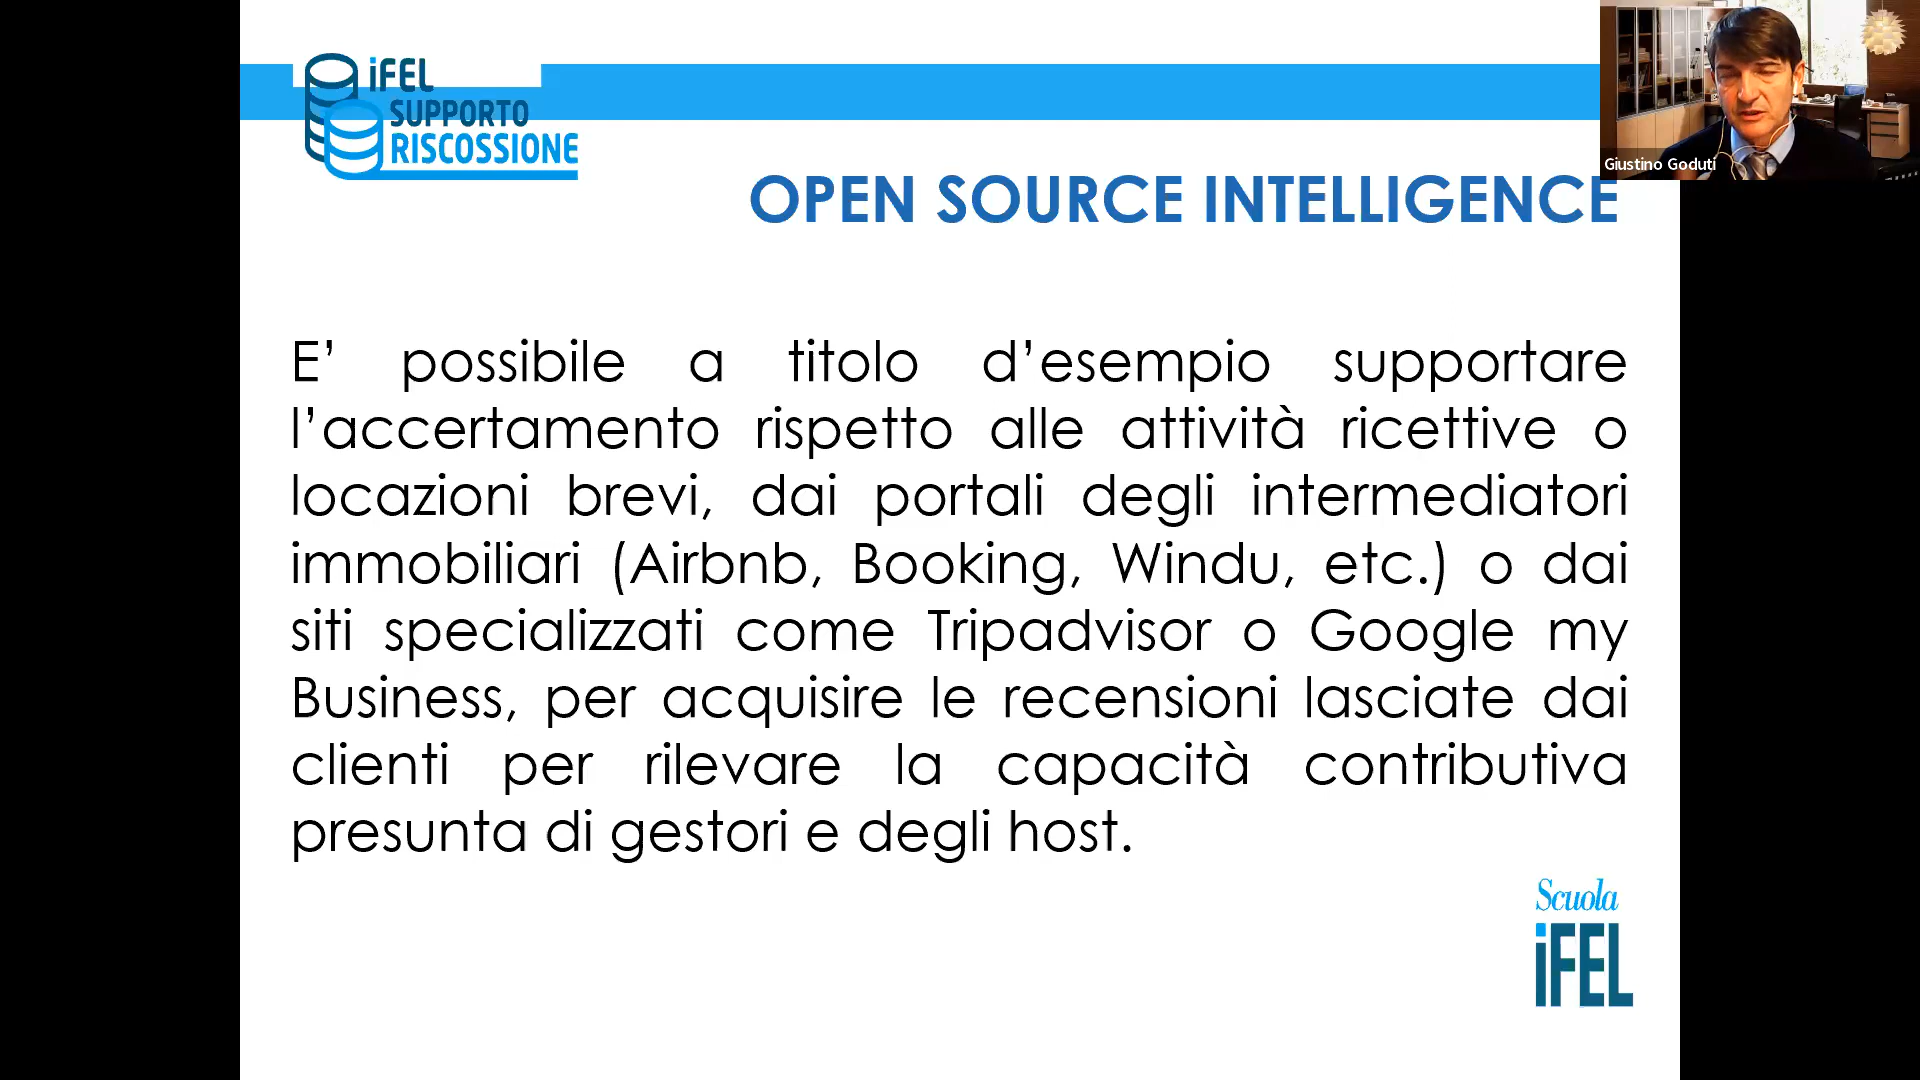 iFEL
SUPPORTO
RISCOSSIONE
Giustino Goduti
OPEN SOURCE INTELLIGENCE
E’ possibile a titolo d’esempio supportare
l’accertamento rispetto alle attività ricettive o
locazioni brevi, dai portali degli intermediatori
immobiliari (Airbnb, Booking, Windu, etc.) o dai
siti specializzati come Tripadvisor o Google my
Business, per acquisire le recensioni lasciate dai
clienti per rilevare la capacità contributiva
presunta di gestori e degli host.
Scuola
iFEL